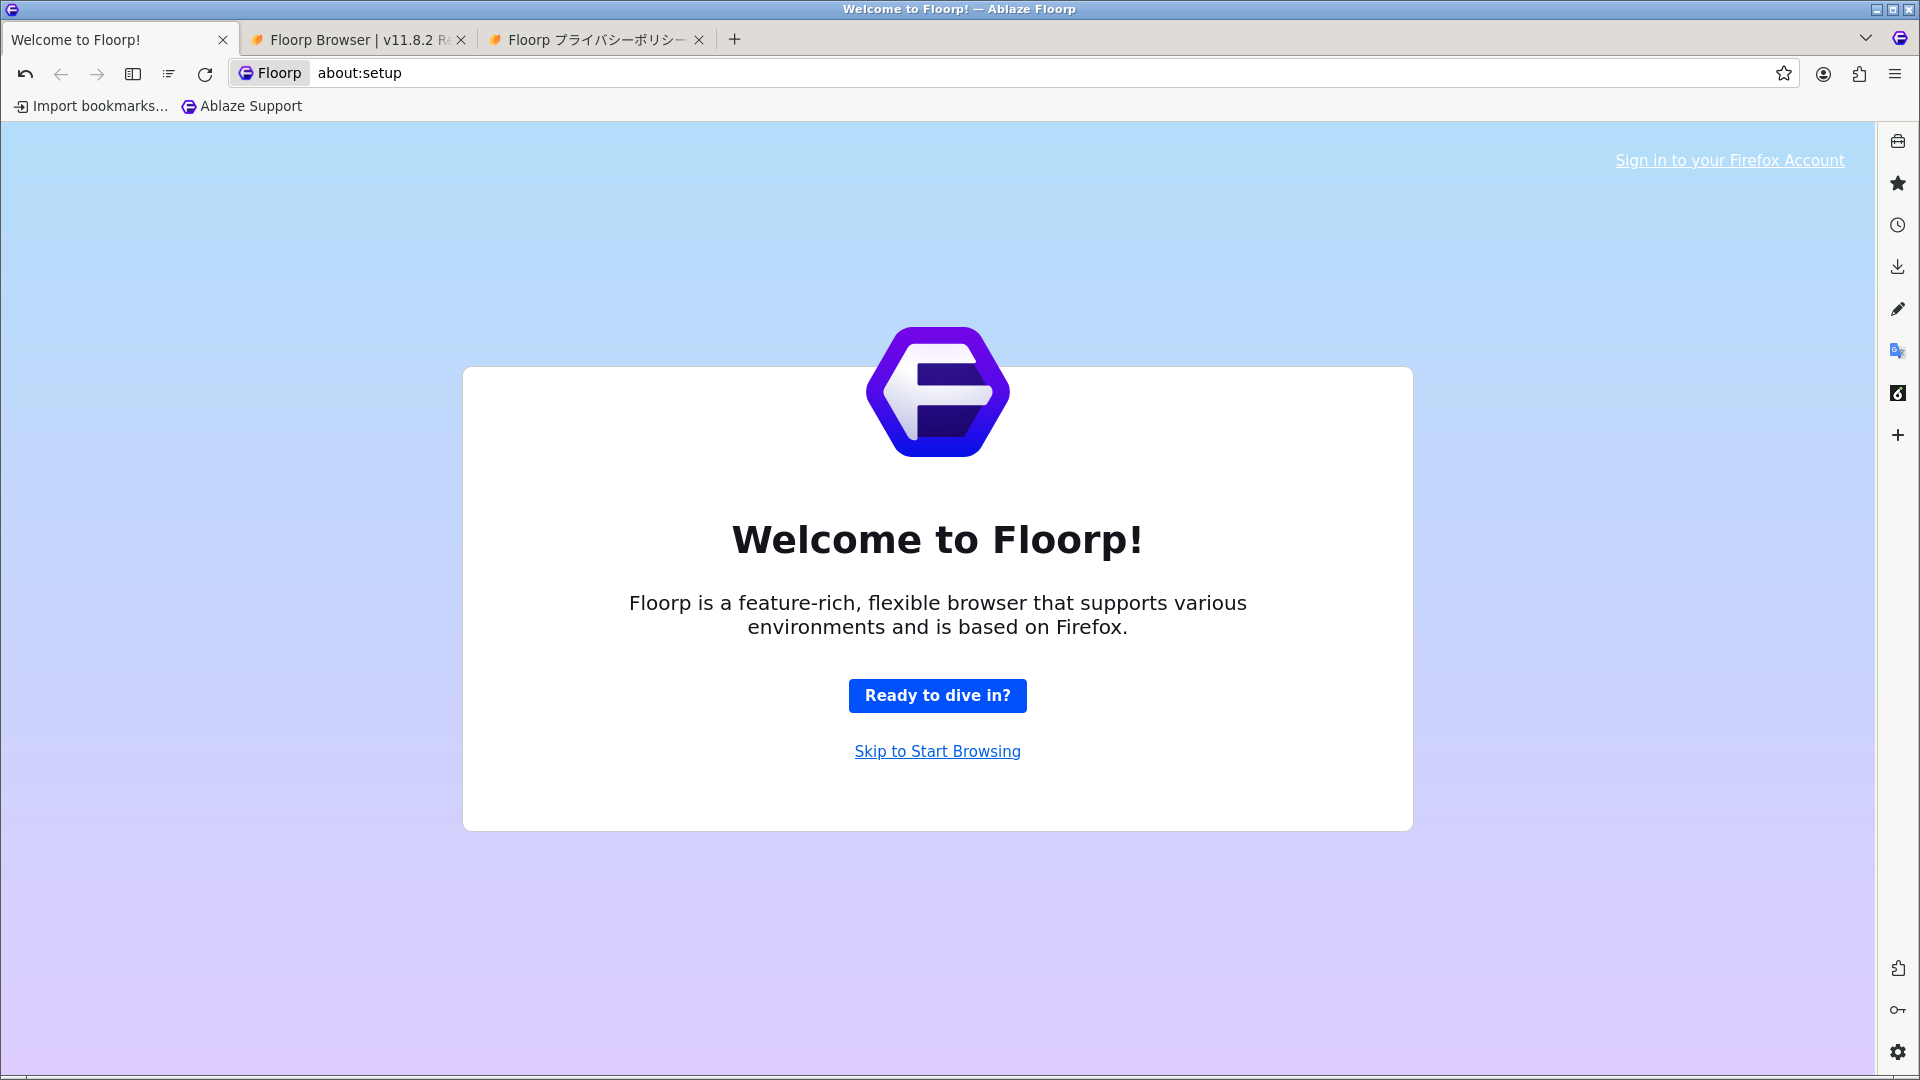 Welcome to Floorp! — Ablaze Floorp
Welcome to Floorp!
Floorp Browser | v11.8.2 Re
Floorp プライバシーポリシー
Floorp
about:setup
Import bookmarks...
Ablaze Support
Sign in to your Firefox Account
Welcome to Floorp!
Floorp is a feature-rich, flexible browser that supports various
environments and is based on Firefox.
Ready to dive in?
Skip to Start Browsing